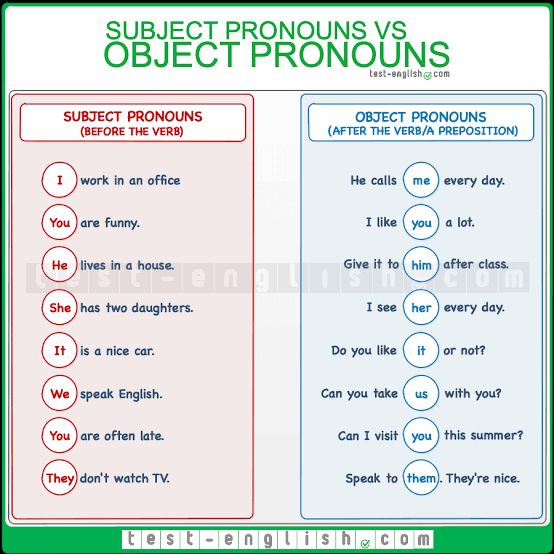 SUBJECT PRONOUNS VS
OBJECT PRONOUNS
test-english.com
SUBJECT PRONOUNS
(BEFORE THE VERB)
I work in an office
You are funny.
He lives in a house.
She has two daughters.
It is a nice car.
We speak English.
You are often late.
They don't watch TV.
OBJECT PRONOUNS
(AFTER THE VERB/A PREPOSITION)
He calls me every day.
I like you a lot.
Give it to him after class.
I see her every day.
Do you like it or not?
Can you take us with you?
Can I visit you this summer?
Speak to them. They're nice.
test-english.com
test-english.com